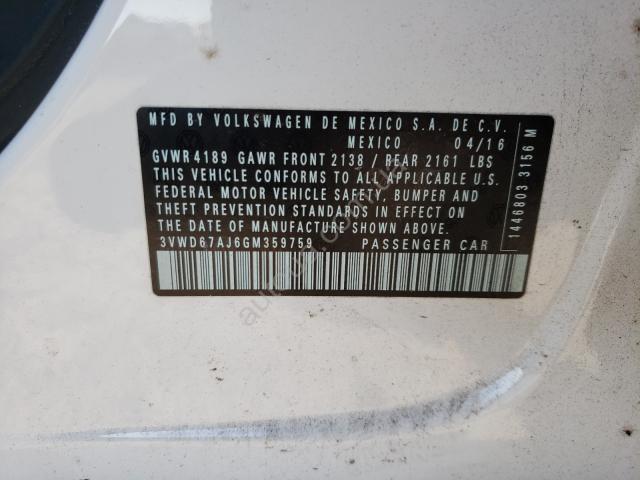 MFD BY VOLKSWAGEN DE MEXICO S.A. DE C.V.
MEXICO 04/16
GVWR 4189 GAWR FRONT 2138 / REAR 2161 LBS
THIS VEHICLE CONFORMS TO ALL APPLICABLE U.S.
FEDERAL MOTOR VEHICLE SAFETY, BUMPER AND
THEFT PREVENTION STANDARDS IN EFFECT ON THE
DATE OF MANUFACTURE SHOWN ABOVE.
3VWD67AJ6GM359759 PASSENGER CAR
1446803 3156 M